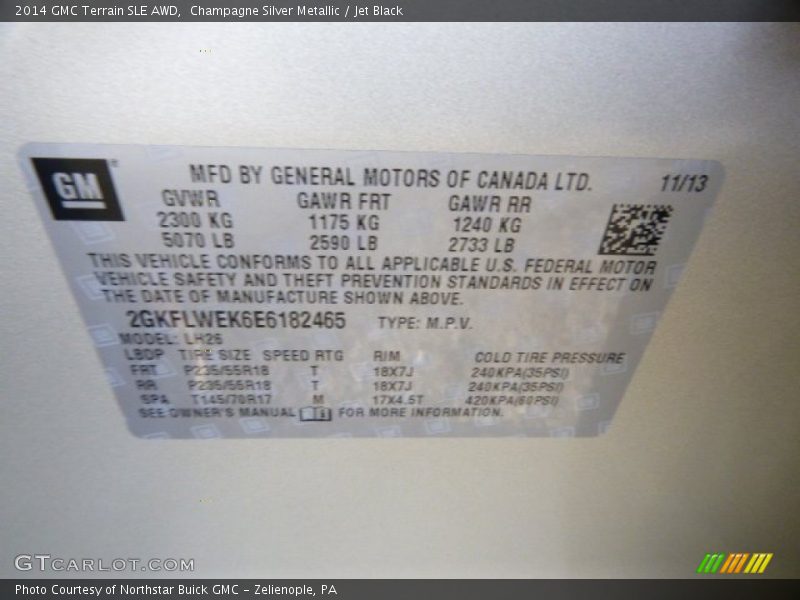 2014 GMC Terrain SLE AWD,  Champagne Silver Metallic / Jet Black
GM
MFD BY GENERAL MOTORS OF CANADA LTD. 11/13
GVWR GAWR FRT GAWR RR
2300 KG 1175 KG 1240 KG
5070 LB 2590 LB 2733 LB
THIS VEHICLE CONFORMS TO ALL APPLICABLE U.S. FEDERAL MOTOR
VEHICLE SAFETY AND THEFT PREVENTION STANDARDS IN EFFECT ON
THE DATE OF MANUFACTURE SHOWN ABOVE.
2GKFLWEK6E6182465 TYPE: M.P.V.
MODEL: LH26
LBDP TIRE SIZE SPEED RTG RIM COLD TIRE PRESSURE
FRT P235/55R18 T 18X7J 240KPA(35PSI)
RR P235/55R18 T 18X7J 240KPA(35PSI)
SPA T145/70R17 M 17X4.5T 420KPA(60PSI)
SEE OWNER'S MANUAL FOR MORE INFORMATION.
GTCARLOT.COM
Photo Courtesy of Northstar Buick GMC - Zelienople, PA